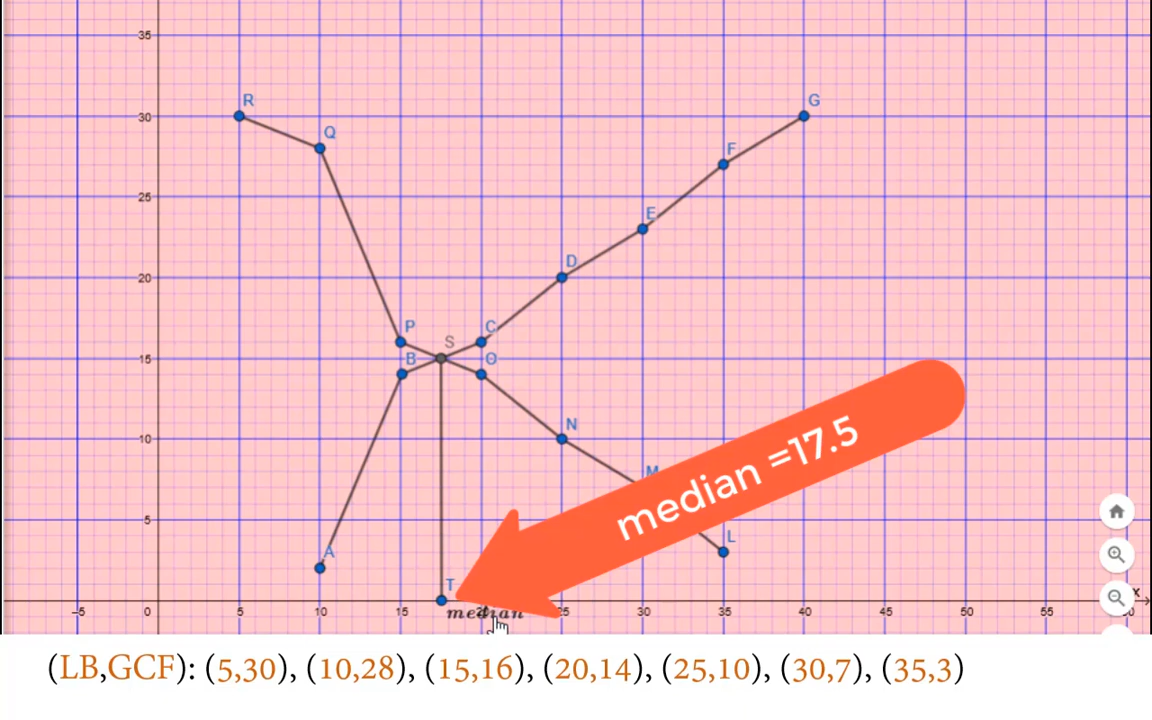 35
R
G
30
Q
F
25
E
D
20
P
C
S
15
B
O
N
10
M
median =17.5
5
L
A
T
-5
0
5
10
15
25
30
35
40
45
50
55
x
median
(LB,GCF): (5,30), (10,28), (15,16), (20,14), (25,10), (30,7), (35,3)